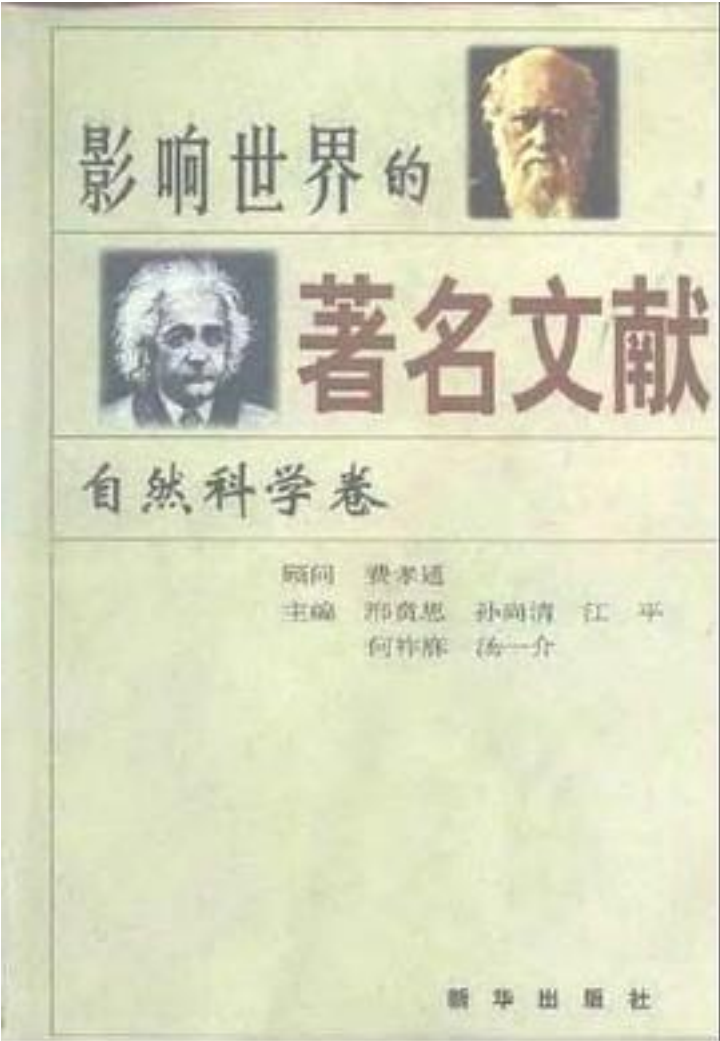 影响世界的
著名文献
自然科学卷
顾问 费孝通
主编 邢贲思 孙尚清 江 平
何祚庥 汤一介
新华出版社